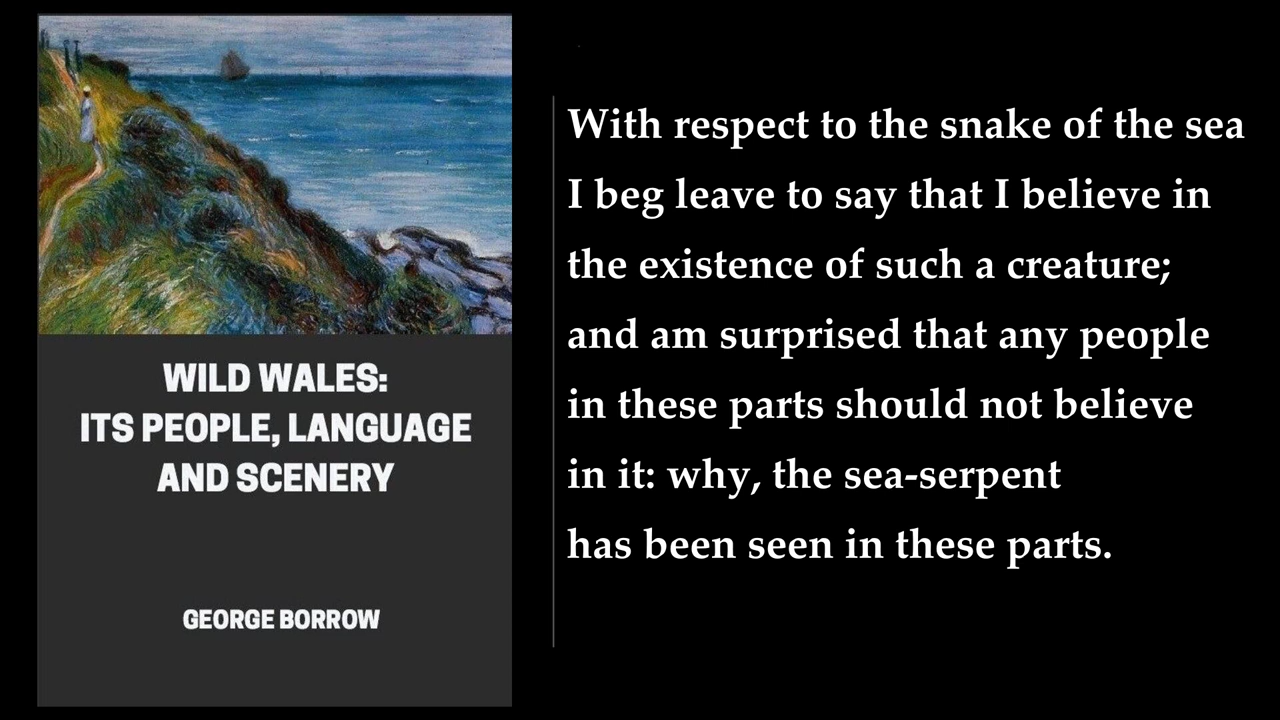 WILD WALES:
ITS PEOPLE, LANGUAGE
AND SCENERY
GEORGE BORROW
With respect to the snake of the sea
I beg leave to say that I believe in
the existence of such a creature;
and am surprised that any people
in these parts should not believe
in it: why, the sea-serpent
has been seen in these parts.